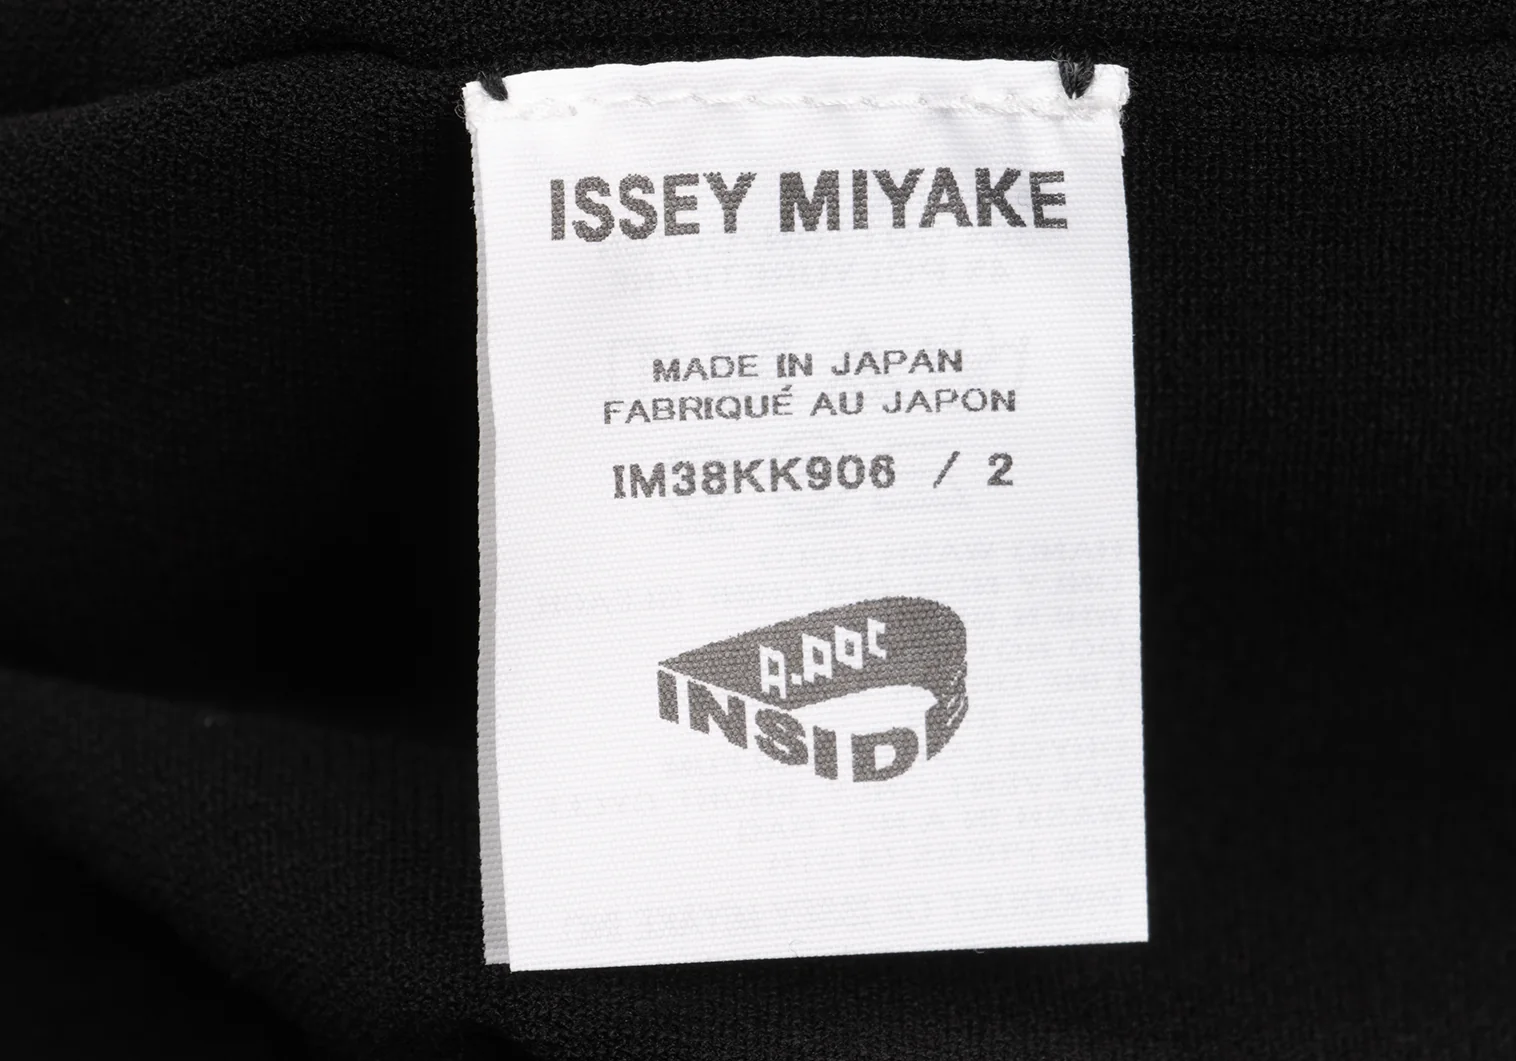 ISSEY MIYAKE
MADE IN JAPAN
FABRIQUÉ AU JAPON
IM38KK906 / 2
A.POC
INSIDE